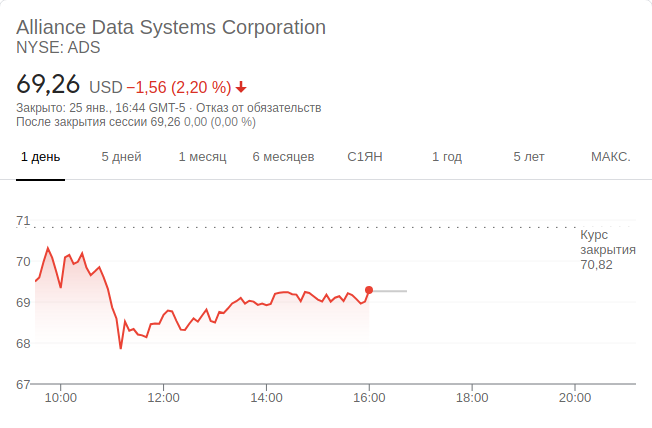 Alliance Data Systems Corporation
NYSE: ADS
69,26 USD −1,56 (2,20 %)
Закрыто: 25 янв., 16:44 GMT-5 · Отказ от обязательств
После закрытия сессии 69,26 0,00 (0,00 %)
1 день 5 дней 1 месяц 6 месяцев С1ЯН 1 год 5 лет МАКС.
71
Курс
закрытия
70,82
70
69
68
67
10:00 12:00 14:00 16:00 18:00 20:00